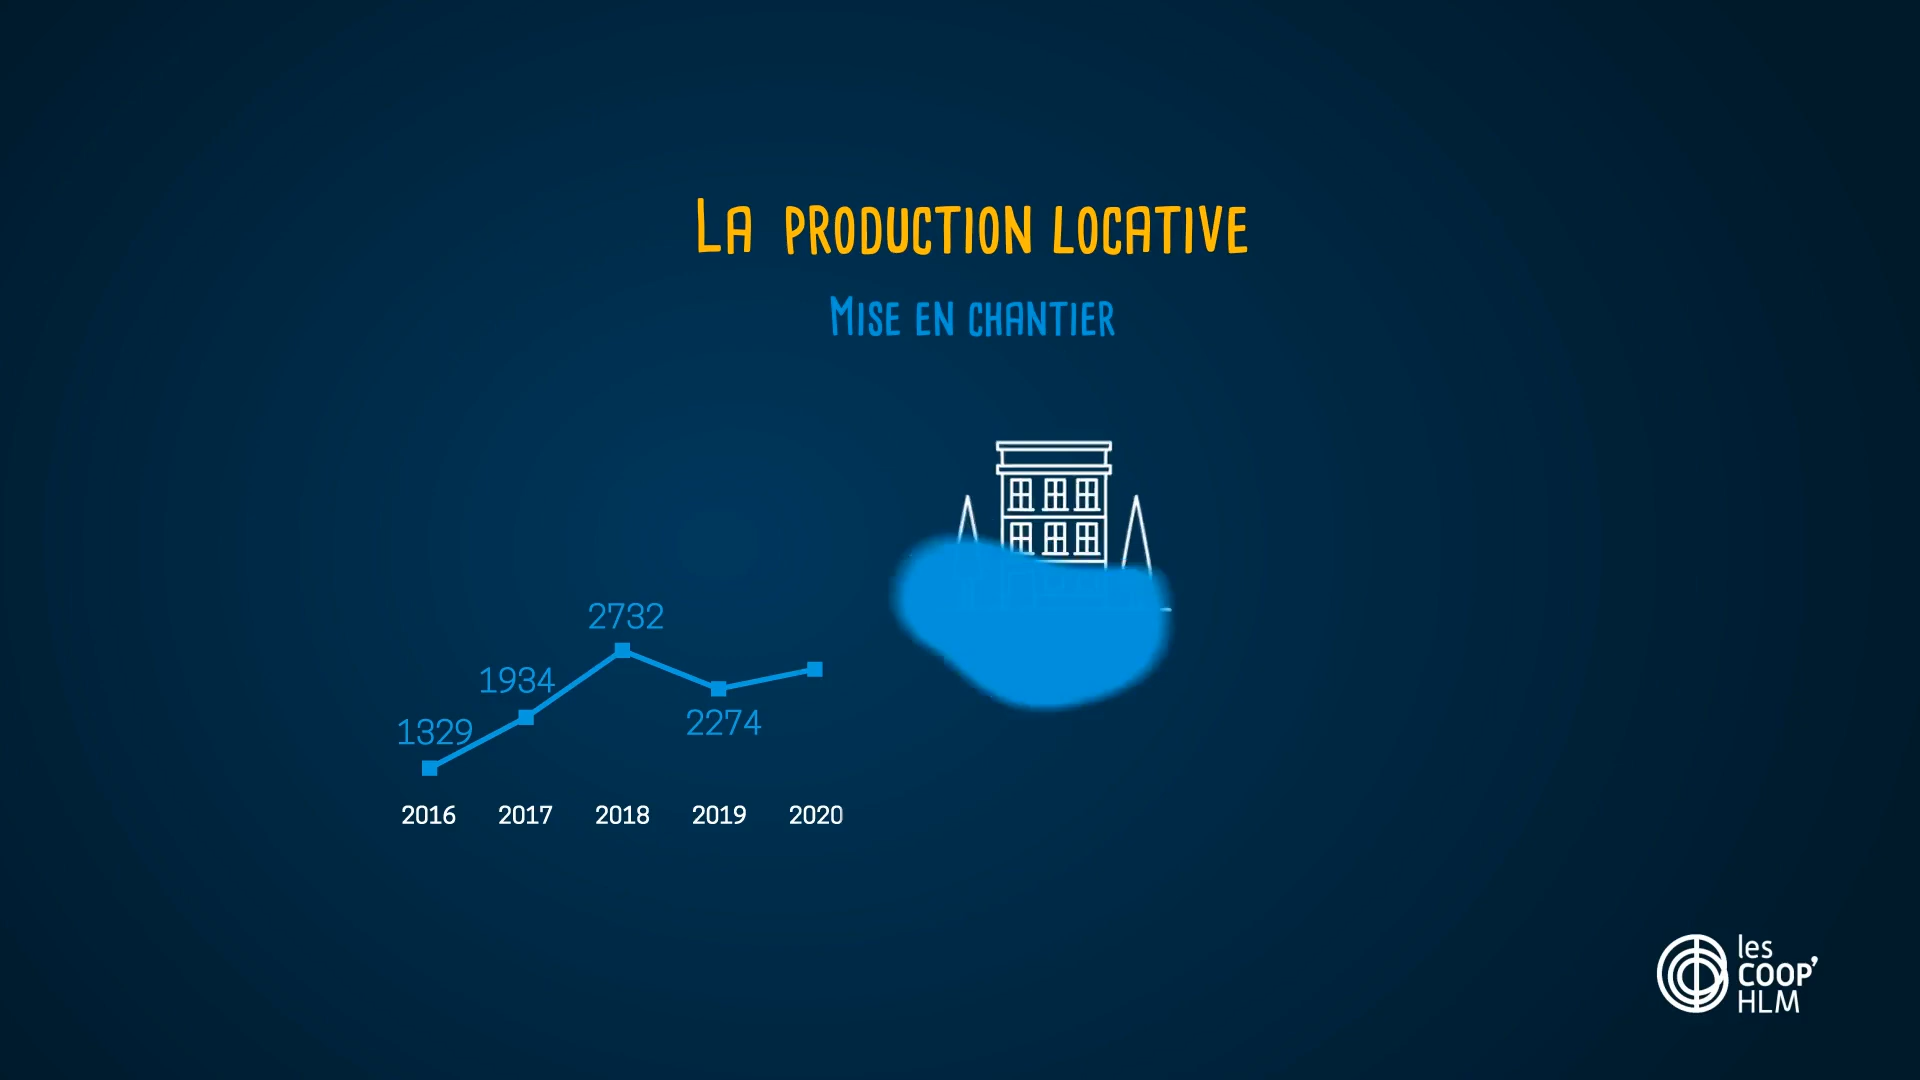 La production locative
Mise en chantier
2732
1934
1329
2274
2016 2017 2018 2019 2020
les
COOP'
HLM